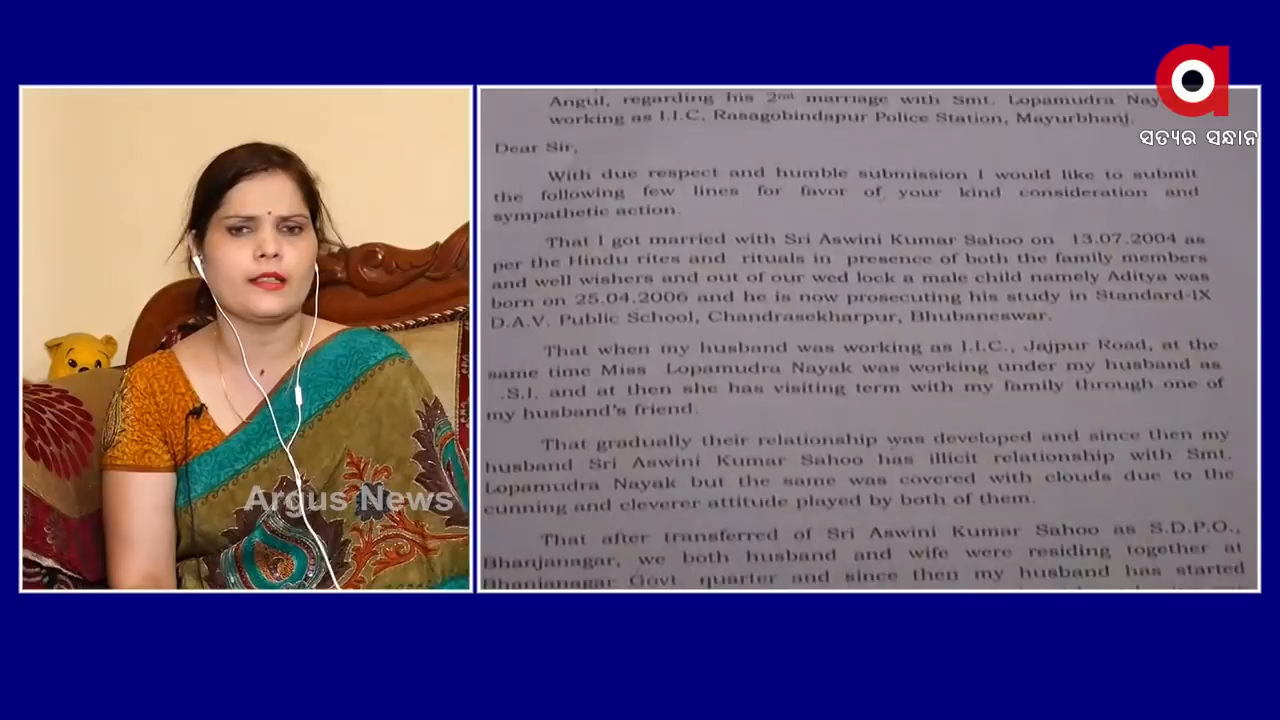 ସତ୍ୟର ସନ୍ଧାନ
Argus News
Angul, regarding his 2nd marriage with Smt. Lopamudra
working as I.I.C. Rasagobindapur Police Station, Mayurbhanj.
Dear Sir,
With due respect and humble submission I would like to submit
the following few lines for favor of your kind consideration and
sympathetic action.
That I got married with Sri Aswini Kumar Sahoo on 13.07.2004 as
per the Hindu rites and rituals in presence of both the family members
and well wishers and out of our wed lock a male child namely Aditya was
born on 25.04.2006 and he is now prosecuting his study in Standard-IX
D.A.V. Public School, Chandrasekharpur, Bhubaneswar.
That when my husband was working as I.I.C., Jajpur Road, at the
same time Miss Lopamudra Nayak was working under my husband as
.S.I. and at then she has visiting term with my family through one of
my husband's friend.
That gradually their relationship was developed and since then my
husband Sri Aswini Kumar Sahoo has illicit relationship with Smt.
Lopamudra Nayak but the same was covered with clouds due to the
cunning and cleverer attitude played by both of them.
That after transferred of Sri Aswini Kumar Sahoo as S.D.P.O.,
Bhanjanagar, we both husband and wife were residing together at
Bhanjanagar Govt quarter and since then my husband has started